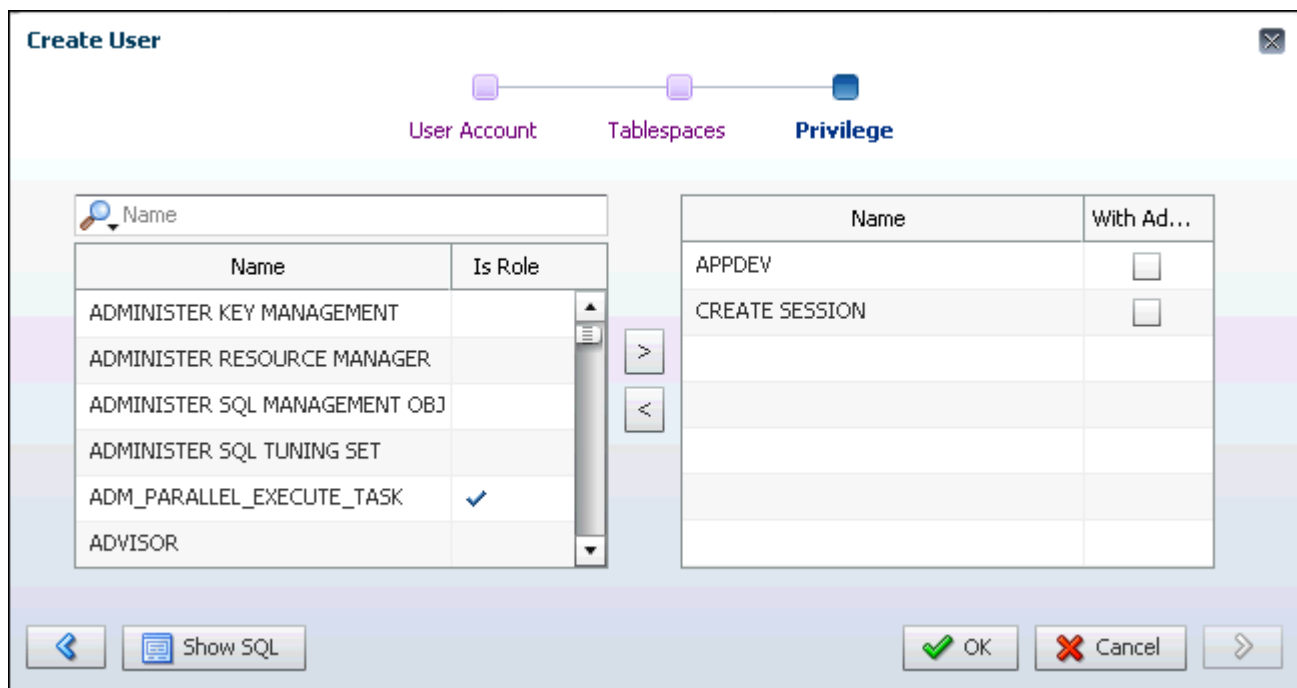 Create User
User Account
Tablespaces
Privilege
Name
Name
Is Role
ADMINISTER KEY MANAGEMENT
ADMINISTER RESOURCE MANAGER
ADMINISTER SQL MANAGEMENT OBJ
ADMINISTER SQL TUNING SET
ADM_PARALLEL_EXECUTE_TASK
ADVISOR
>
<
Name
With Ad...
APPDEV
CREATE SESSION
Show SQL
OK
Cancel